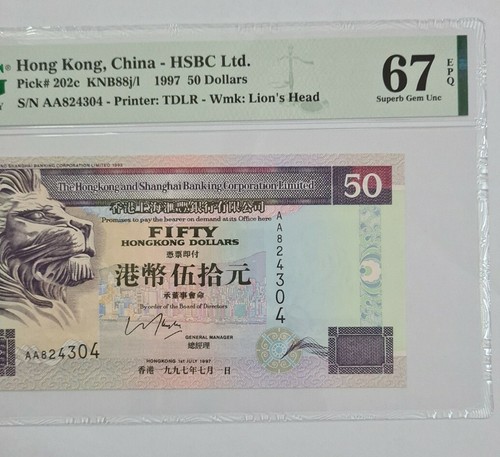 Hong Kong, China - HSBC Ltd.
Pick# 202c KNB88j/l 1997 50 Dollars
S/N AA824304 - Printer: TDLR - Wmk: Lion's Head
67
EPQ
Superb Gem Unc
The Hongkong and Shanghai Banking Corporation Limited
50
香港上海滙豐銀行有限公司
Promises to pay the bearer on demand at its Office here
FIFTY
HONGKONG DOLLARS
憑票即付
港幣伍拾元
承董事會命
By order of the Board of Directors
GENERAL MANAGER
總經理
HONGKONG 1st JULY 1997
香港一九九七年七月一日
AA824304
AA824304